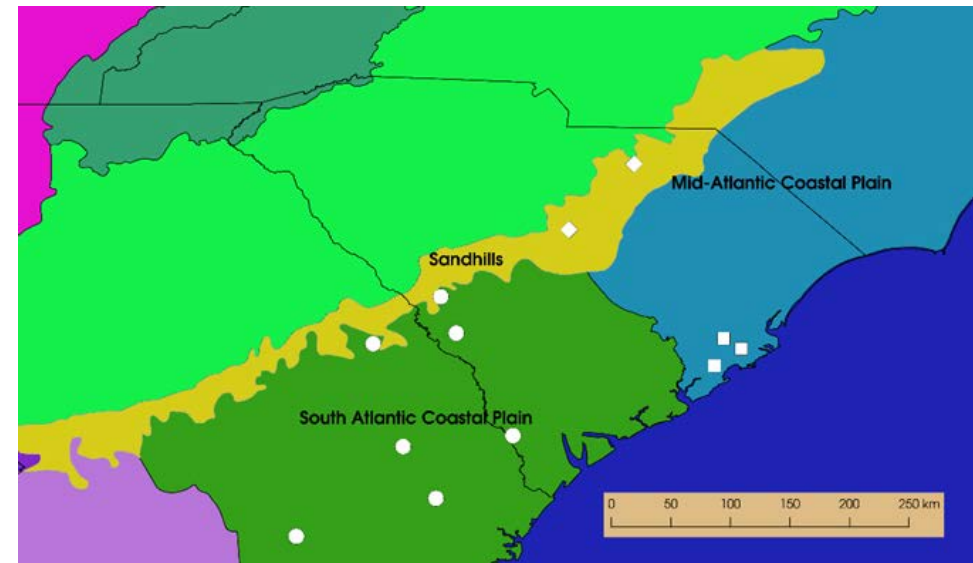 Mid-Atlantic Coastal Plain
Sandhills
South Atlantic Coastal Plain
0 50 100 150 200 250 km